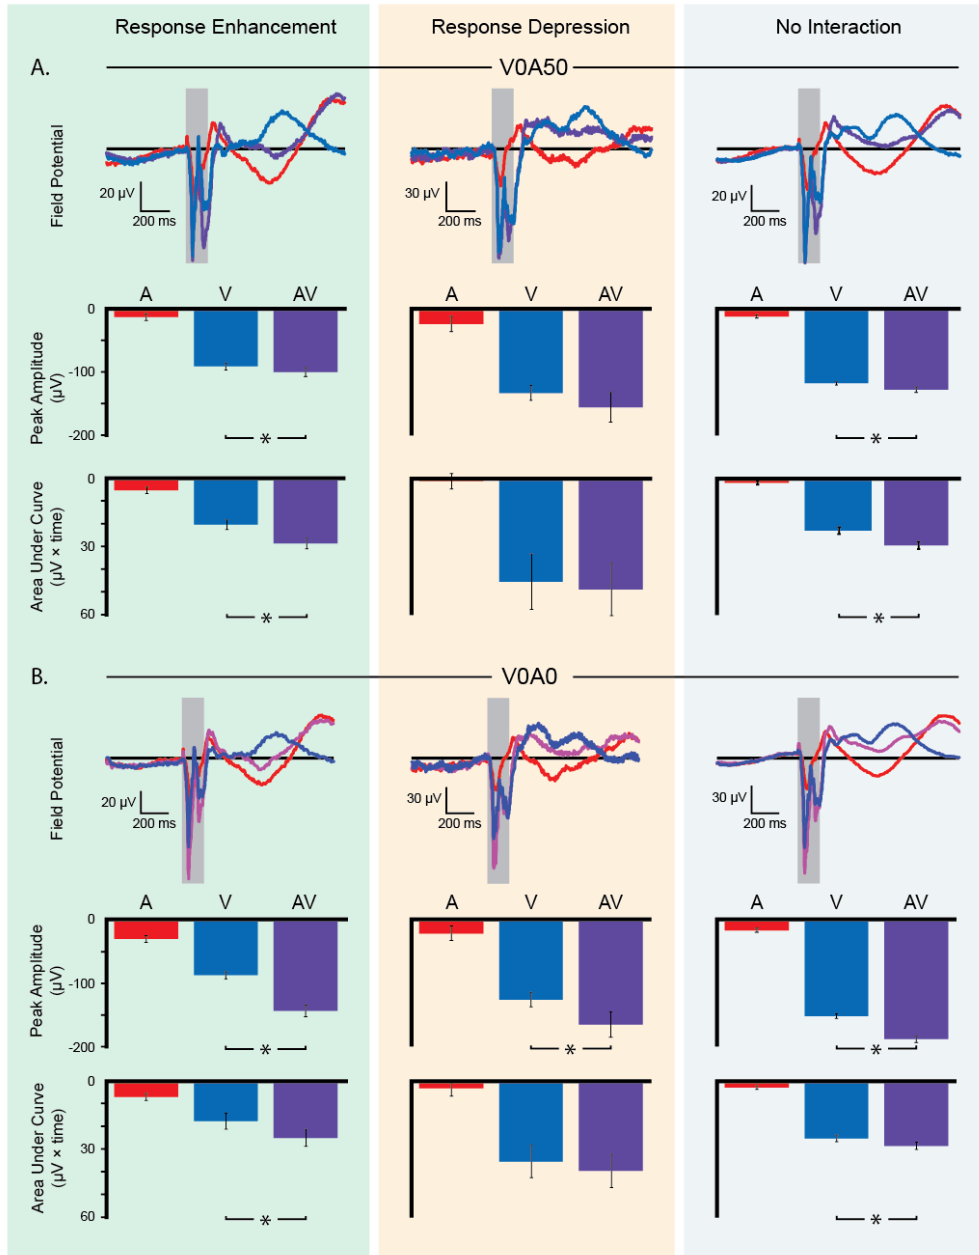 Response Enhancement Response Depression No Interaction
A. V0A50
Field Potential
20 µV 30 µV 20 µV
200 ms 200 ms 200 ms
A V AV A V AV A V AV
0
Peak Amplitude
(µV)
-100
-200
* *
0
Area Under Curve
(µV × time)
30
60
* *
B. V0A0
Field Potential
20 µV 30 µV 30 µV
200 ms 200 ms 200 ms
A V AV A V AV A V AV
0
Peak Amplitude
(µV)
-100
-200
* * *
0
Area Under Curve
(µV × time)
30
60
* *